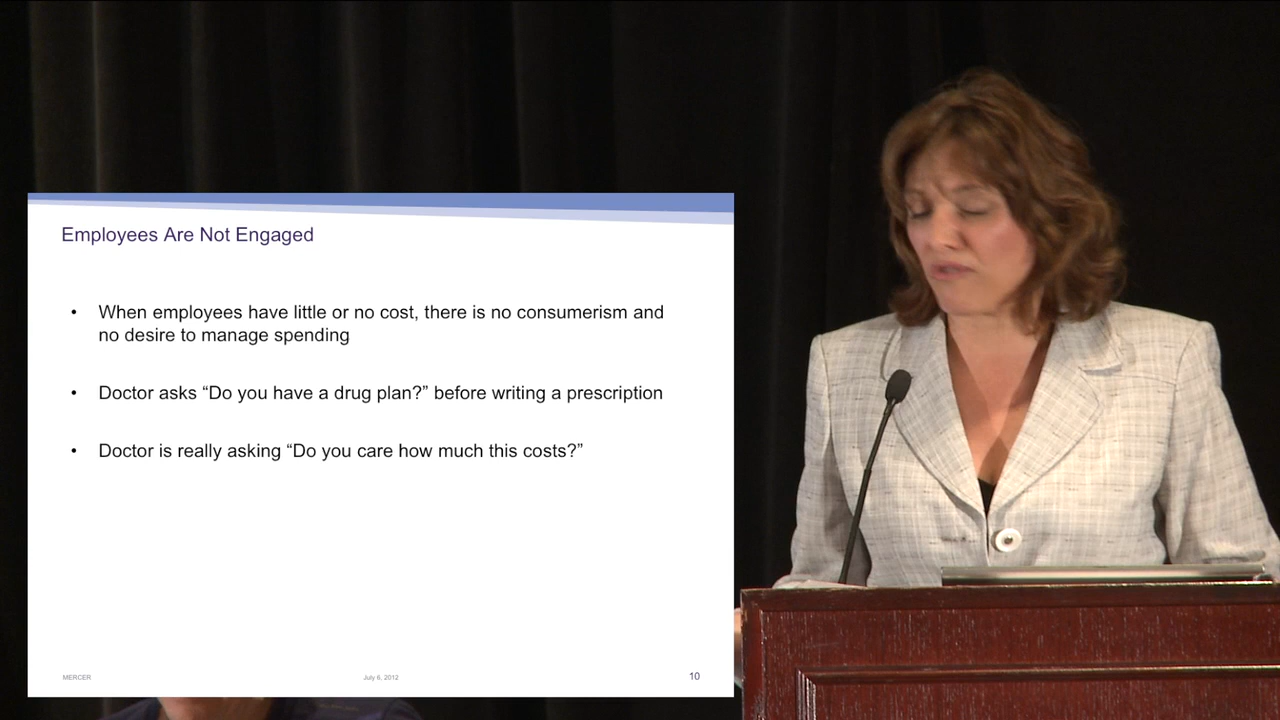 Employees Are Not Engaged
• When employees have little or no cost, there is no consumerism and
no desire to manage spending
• Doctor asks “Do you have a drug plan?” before writing a prescription
• Doctor is really asking “Do you care how much this costs?”
MERCER July 6, 2012 10